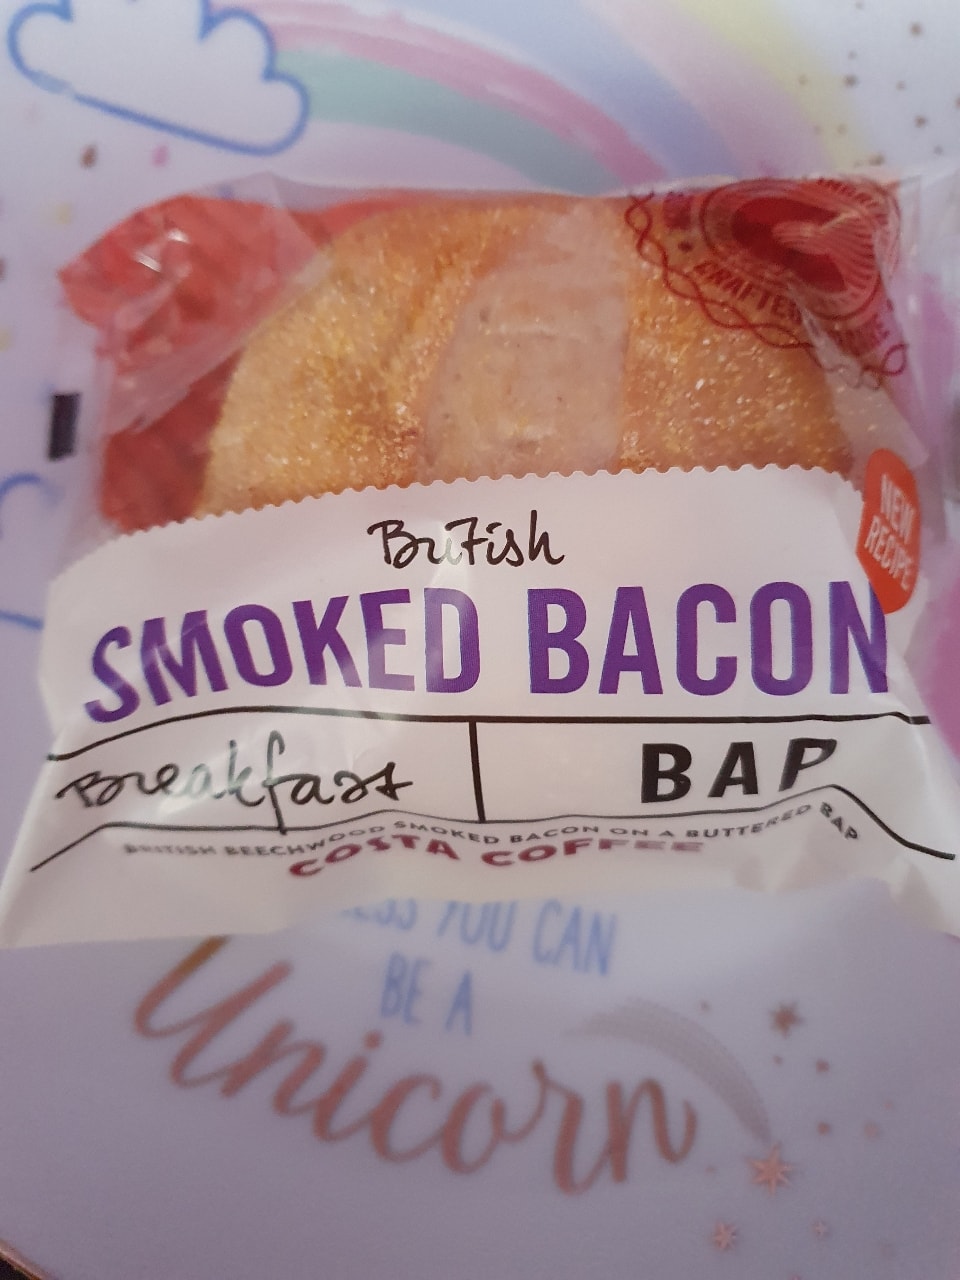 CRAFTED
NEW
RECIPE
British
SMOKED BACON
Breakfast BAP
BRITISH BEECHWOOD SMOKED BACON ON A BUTTERED BAP
COSTA COFFEE
YOU CAN
BE A
Unicorn